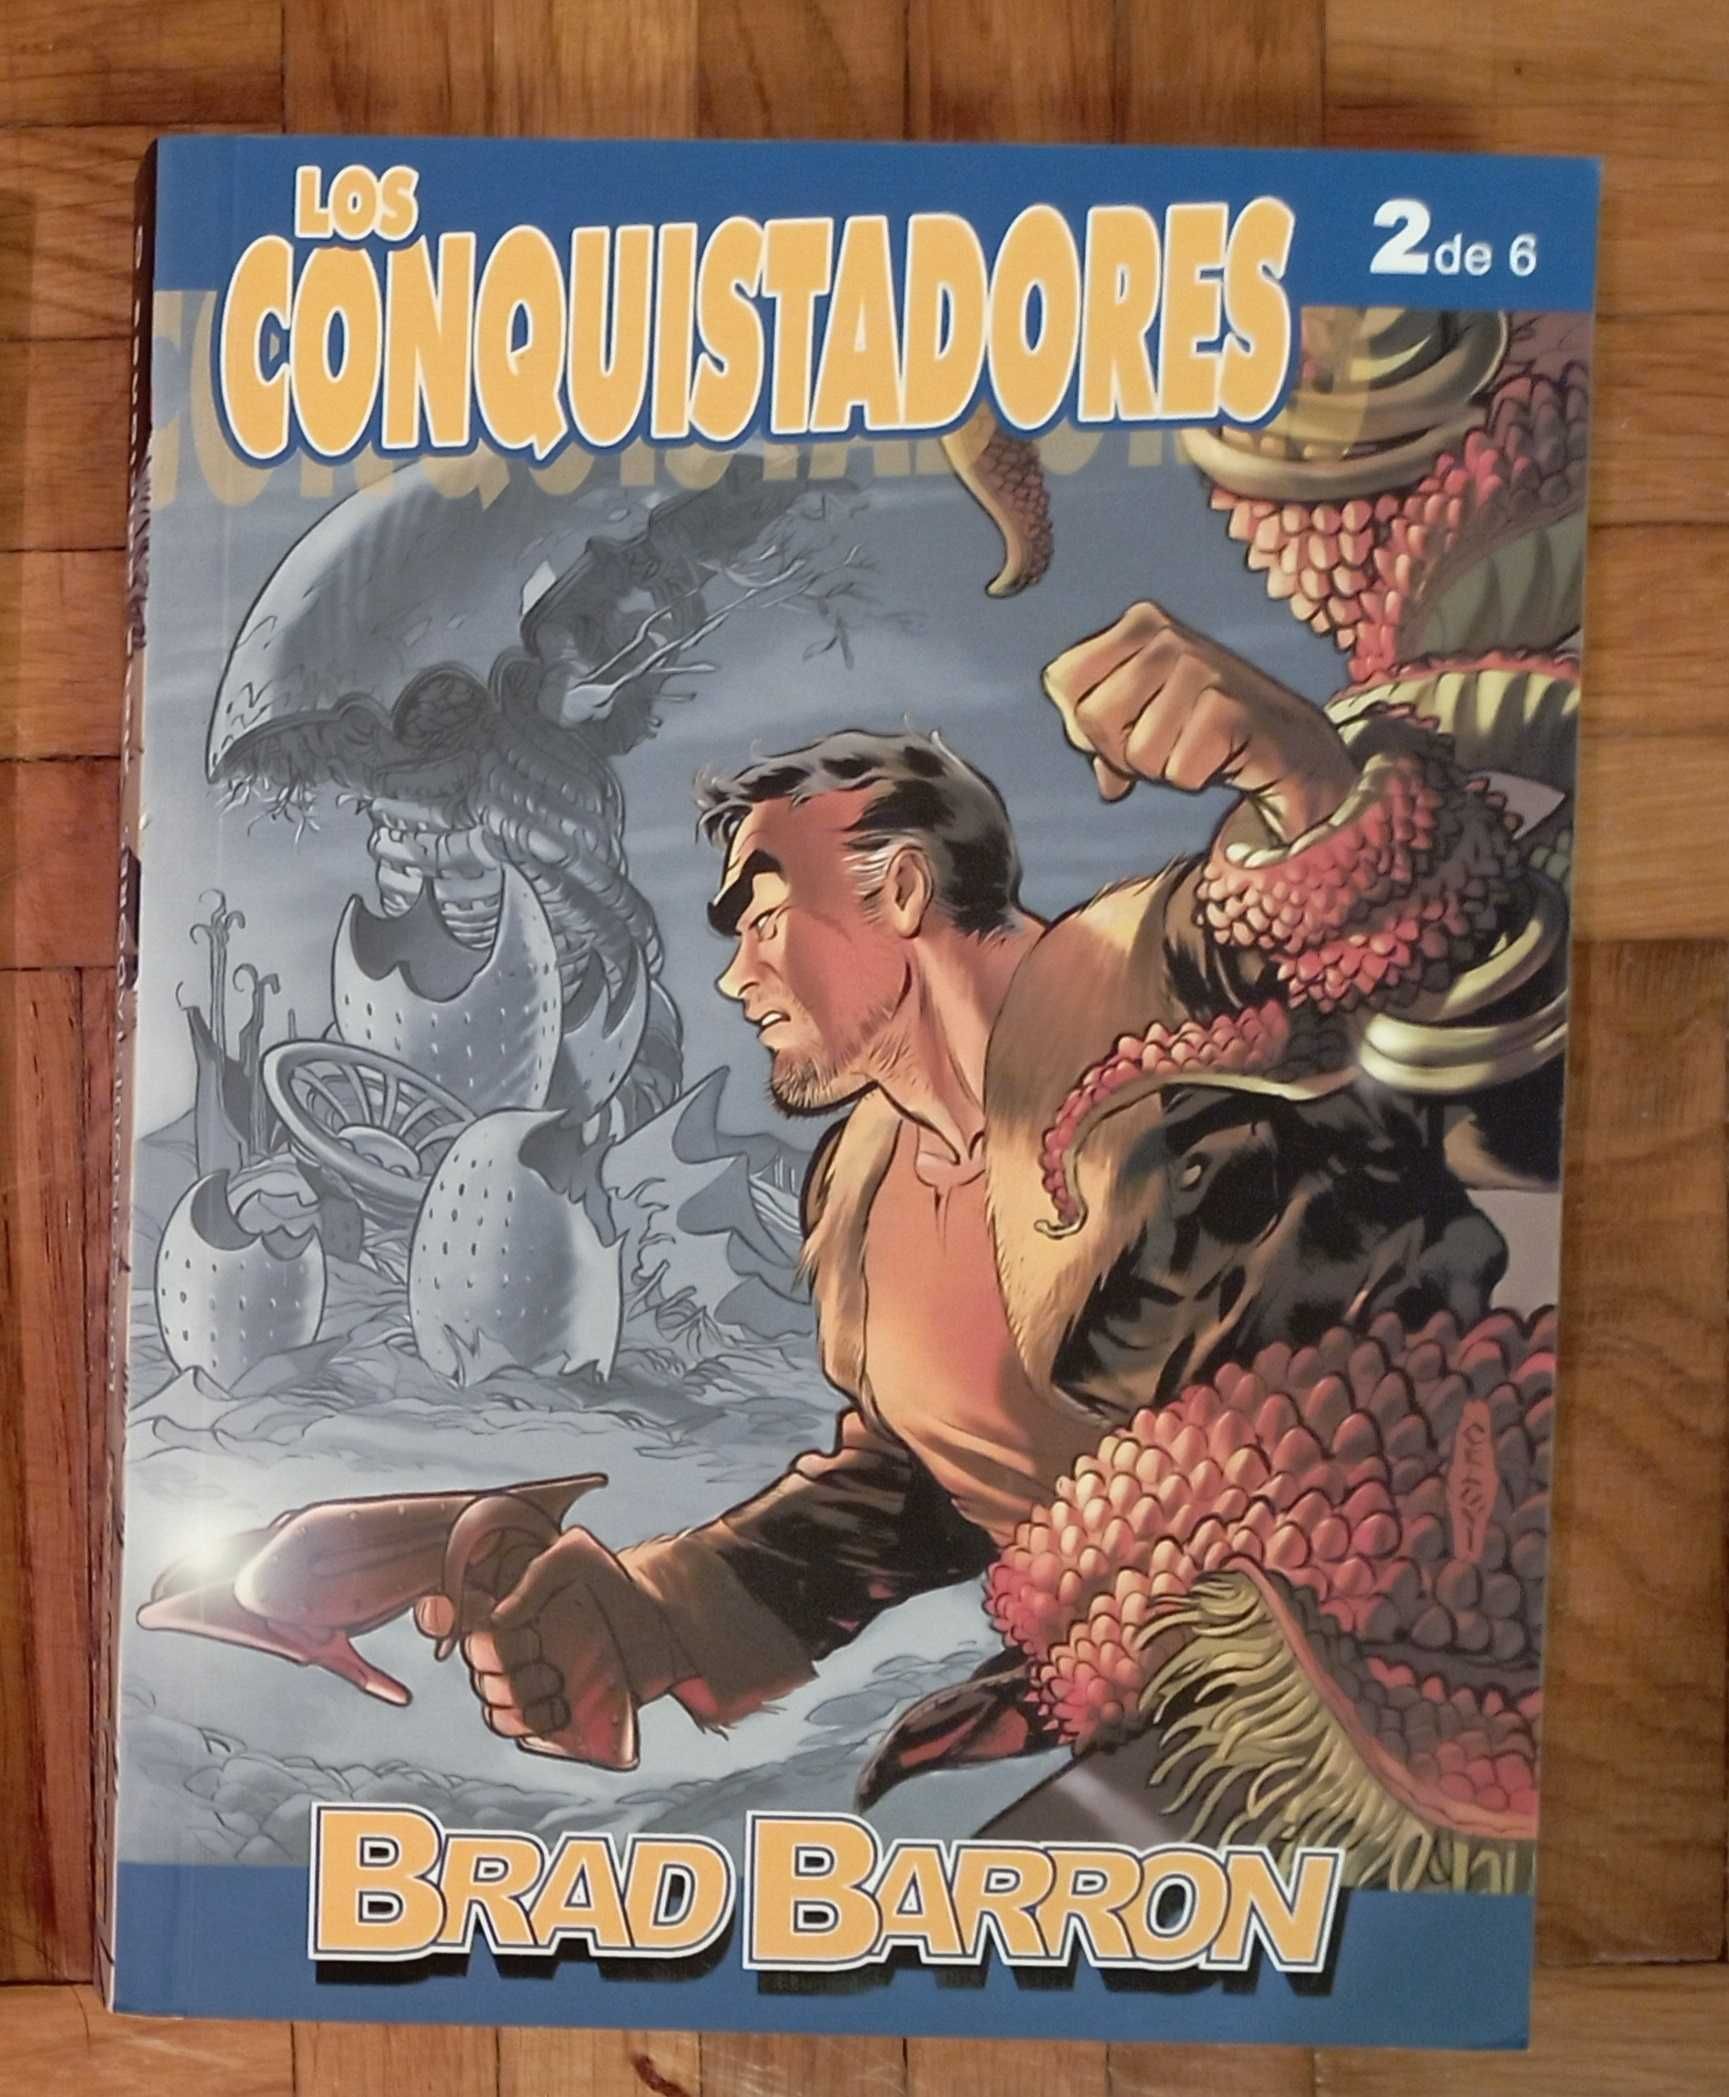 LOS
CONQUISTADORES
2 de 6
BRAD BARRON